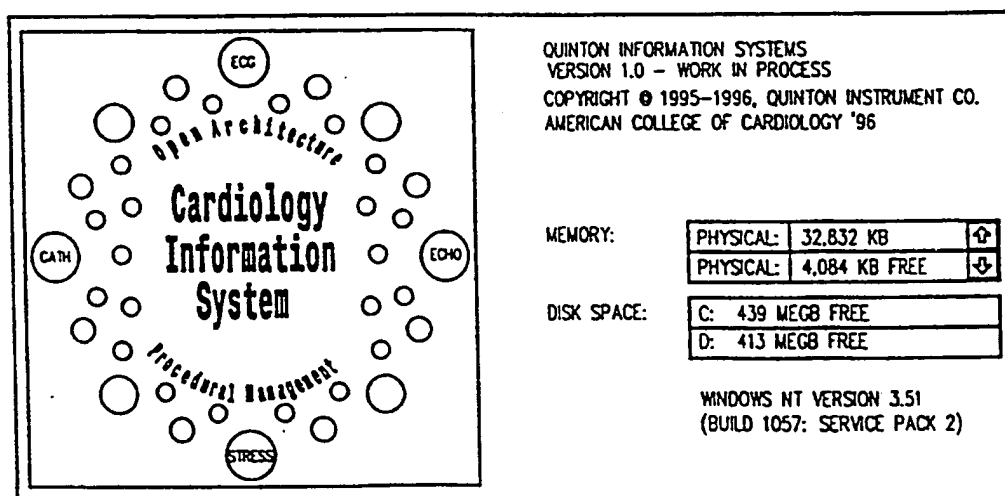 ECG
Open Architecture
Cardiology
Information
System
CATH
ECHO
Procedural Management
STRESS
QUINTON INFORMATION SYSTEMS
VERSION 1.0 - WORK IN PROCESS
COPYRIGHT © 1995-1996, QUINTON INSTRUMENT CO.
AMERICAN COLLEGE OF CARDIOLOGY '96
MEMORY:
PHYSICAL: 32,832 KB
PHYSICAL: 4,084 KB FREE
DISK SPACE:
C: 439 MEGB FREE
D: 413 MEGB FREE
WINDOWS NT VERSION 3.51
(BUILD 1057: SERVICE PACK 2)